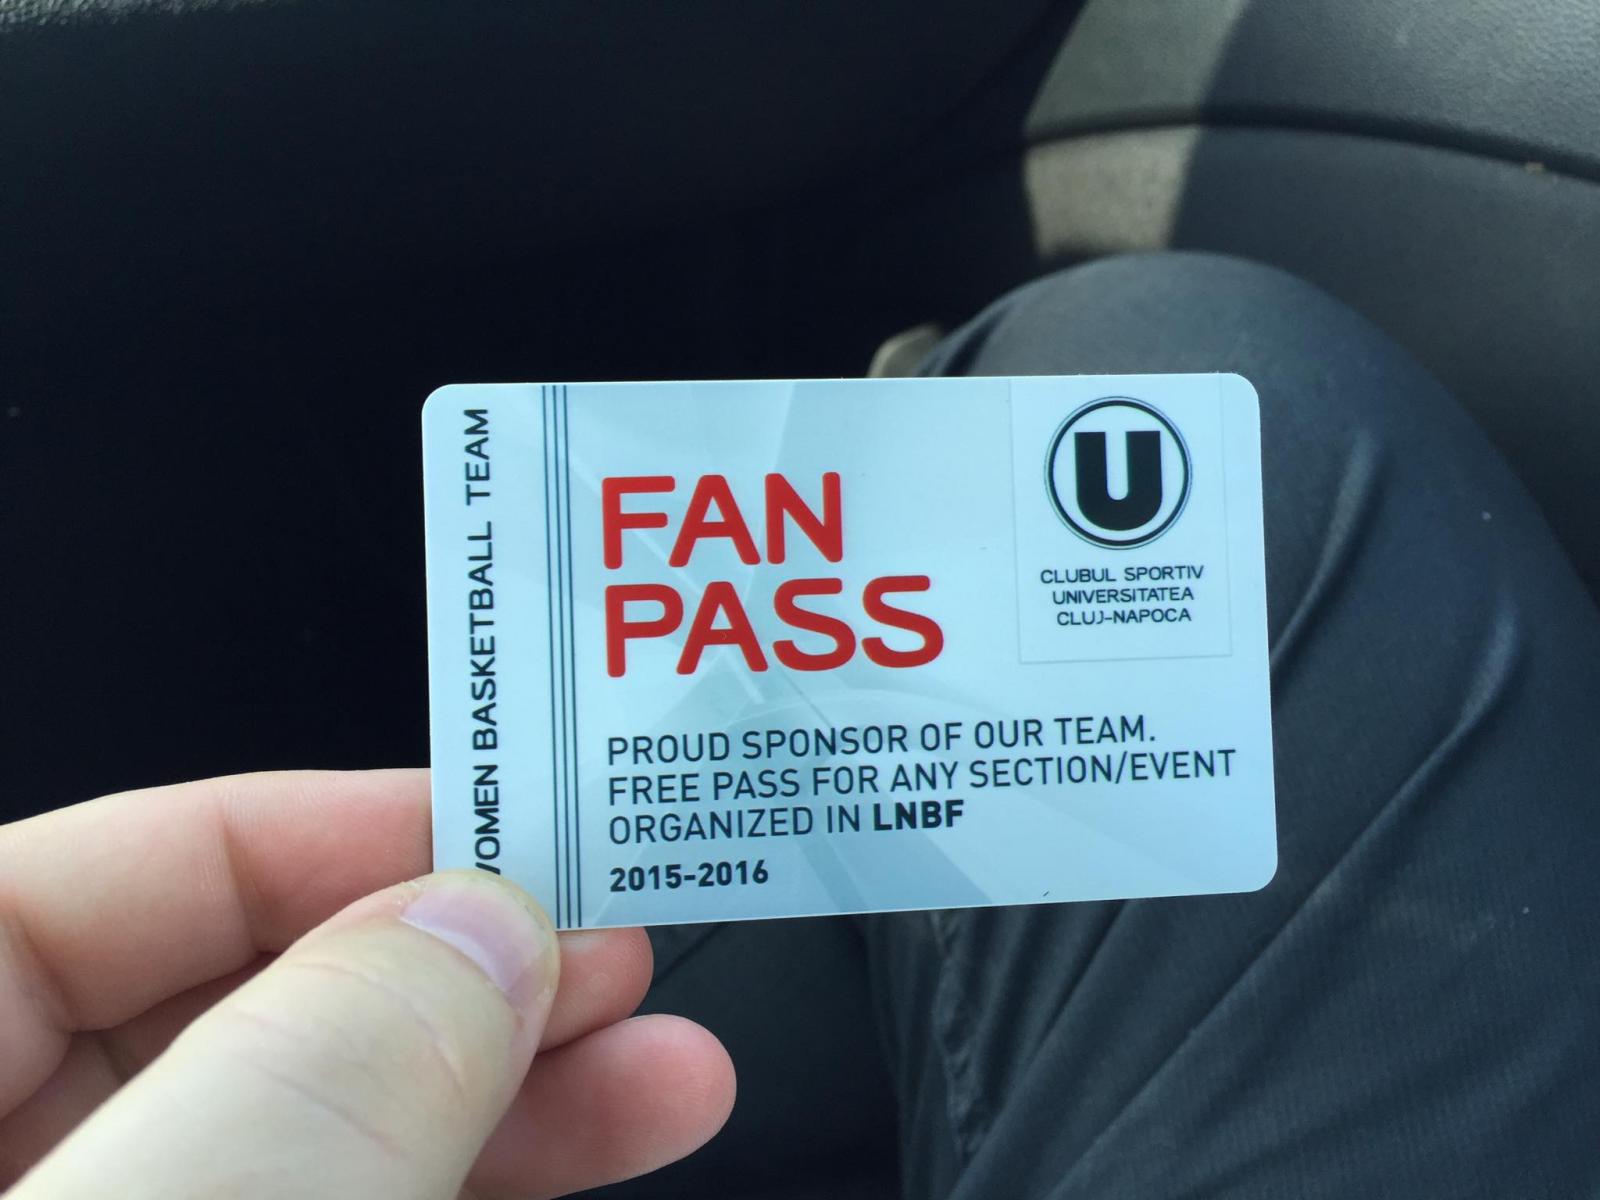 WOMEN BASKETBALL TEAM
FAN
PASS
U
CLUBUL SPORTIV
UNIVERSITATEA
CLUJ-NAPOCA
PROUD SPONSOR OF OUR TEAM.
FREE PASS FOR ANY SECTION/EVENT
ORGANIZED IN LNBF
2015-2016